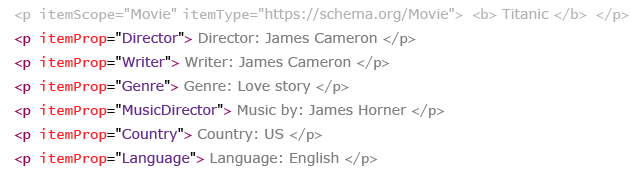 <p itemScope="Movie" itemType="https://schema.org/Movie"> <b> Titanic </b> </p>
<p itemProp="Director"> Director: James Cameron </p>
<p itemProp="Writer"> Writer: James Cameron </p>
<p itemProp="Genre"> Genre: Love story </p>
<p itemProp="MusicDirector"> Music by: James Horner </p>
<p itemProp="Country"> Country: US </p>
<p itemProp="Language"> Language: English </p>